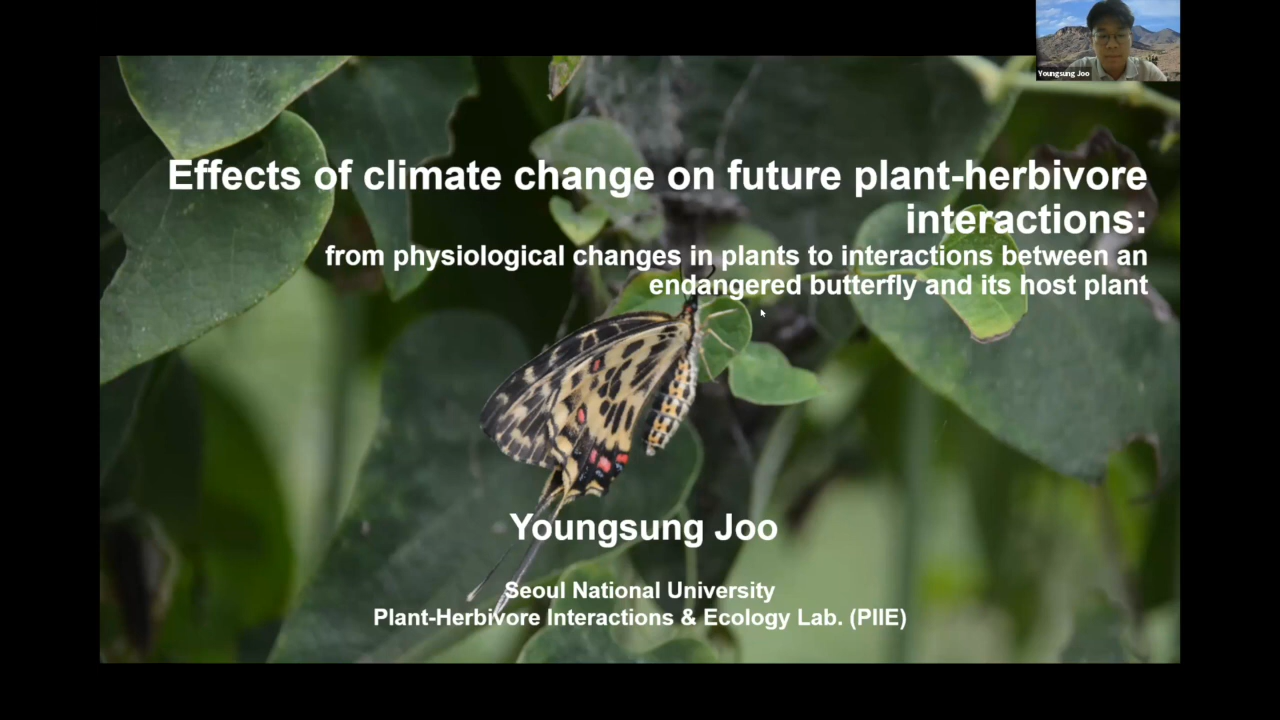 Youngsung Joo
Effects of climate change on future plant-herbivore
interactions:
from physiological changes in plants to interactions between an
endangered butterfly and its host plant
Youngsung Joo
Seoul National University
Plant-Herbivore Interactions & Ecology Lab. (PIIE)